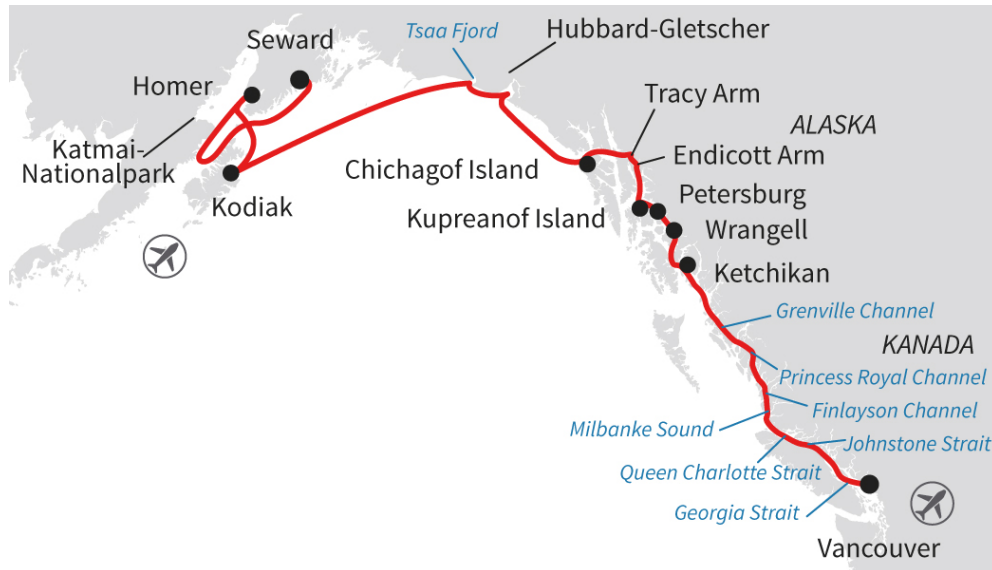 Tsaa Fjord
Hubbard-Gletscher
Seward
Homer
Tracy Arm
ALASKA
Katmai-
Nationalpark
Endicott Arm
Chichagof Island
Petersburg
Kodiak
Kupreanof Island
Wrangell
Ketchikan
Grenville Channel
KANADA
Princess Royal Channel
Finlayson Channel
Milbanke Sound
Johnstone Strait
Queen Charlotte Strait
Georgia Strait
Vancouver